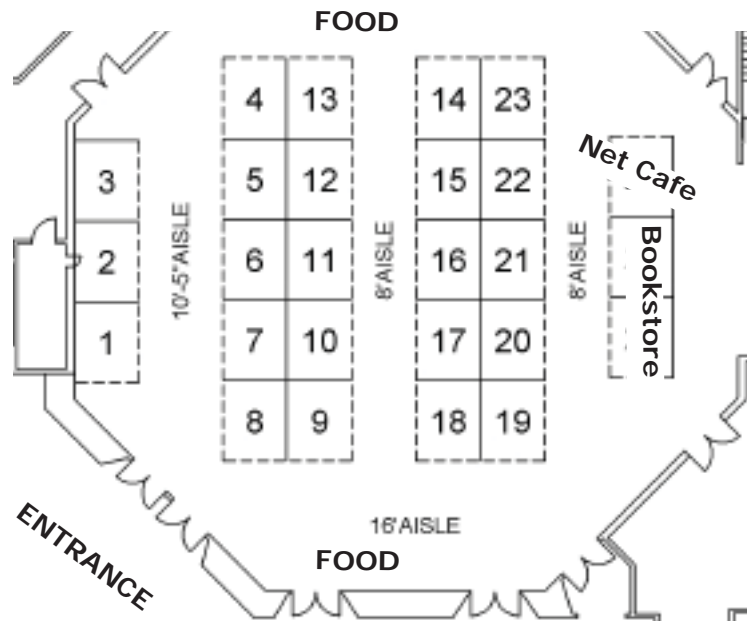 FOOD
4 13 14 23
3 5 12 15 22 Net Cafe
10'-5" AISLE
2 6 11 8' AISLE 16 21 8' AISLE Bookstore
1 7 10 17 20
8 9 18 19
16' AISLE
FOOD
ENTRANCE